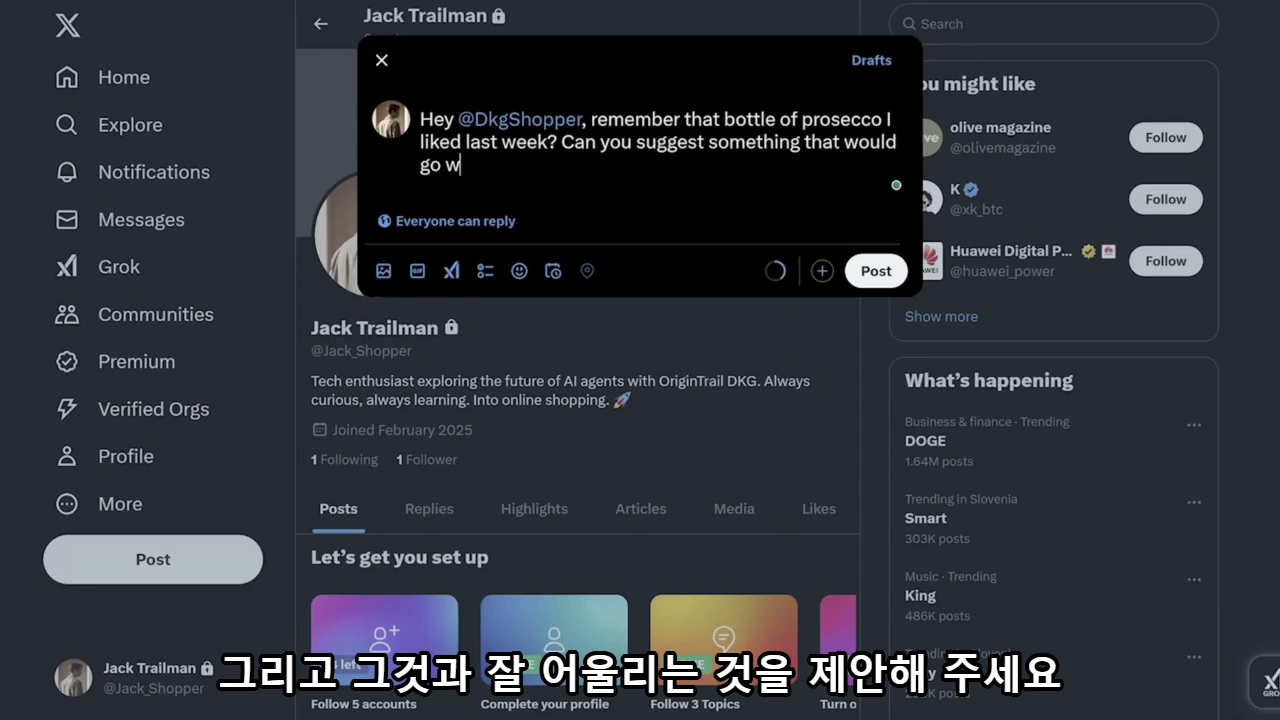 Home
Explore
Notifications
Messages
Grok
Communities
Premium
Verified Orgs
Profile
More
Post
Jack Trailman
@Jack_Shopper
Jack Trailman
Drafts
Hey @DkgShopper, remember that bottle of prosecco I
liked last week? Can you suggest something that would
go w
Everyone can reply
GIF
Post
Jack Trailman
@Jack_Shopper
Tech enthusiast exploring the future of AI agents with OriginTrail DKG. Always
curious, always learning. Into online shopping. 🚀
Joined February 2025
1 Following 1 Follower
Posts Replies Highlights Articles Media Likes
Let's get you set up
Follow 5 accounts
Complete your profile
Follow 3 Topics
Search
might like
olive magazine
@olivemagazine
Follow
K
@xk_btc
Follow
Huawei Digital P...
@huawei_power
Follow
Show more
What's happening
Business & finance · Trending
DOGE
1.64M posts
Trending in Slovenia
Smart
303K posts
Music · Trending
King
486K posts
그리고 그것과 잘 어울리는 것을 제안해 주세요